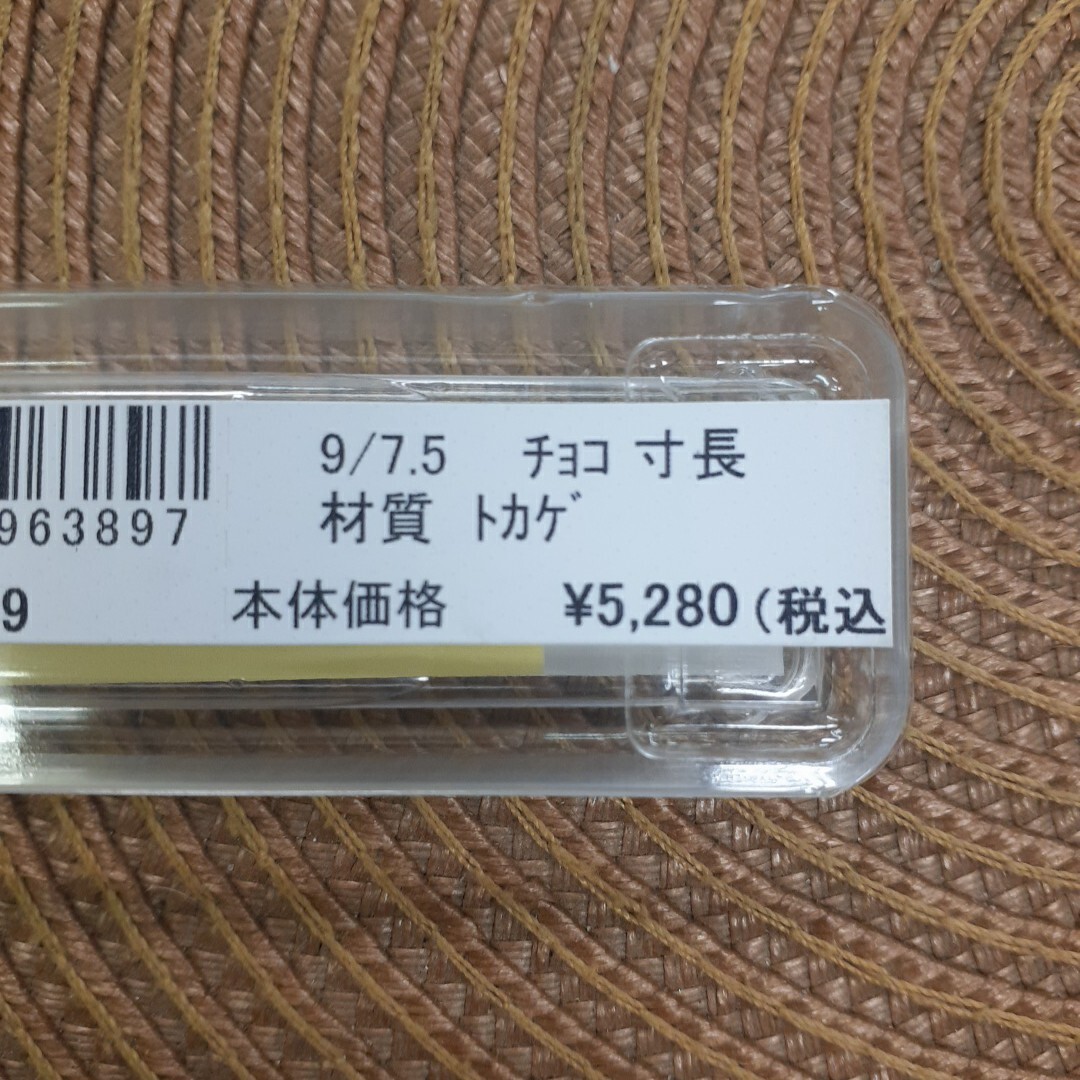 9/7.5 ﾁｮｺ 寸長
963897 材質 ﾄｶｹﾞ
9 本体価格 ¥5,280(税込